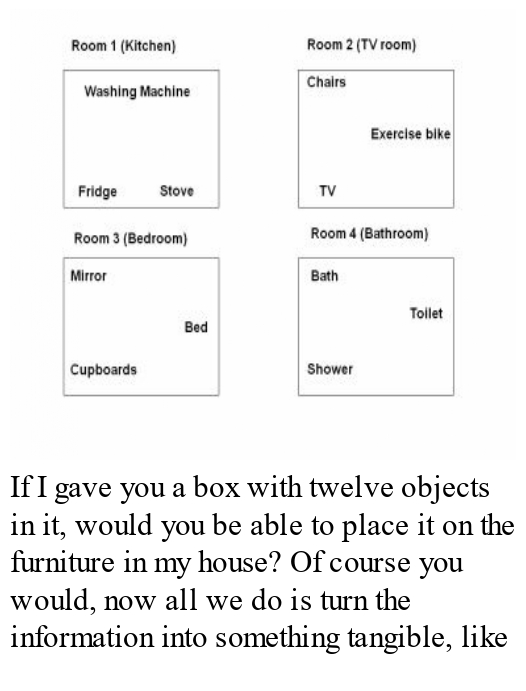 Room 1 (Kitchen)
Room 2 (TV room)
Washing Machine
Fridge
Stove
Chairs
Exercise bike
TV
Room 3 (Bedroom)
Room 4 (Bathroom)
Mirror
Bed
Cupboards
Bath
Toilet
Shower
If I gave you a box with twelve objects
in it, would you be able to place it on the
furniture in my house? Of course you
would, now all we do is turn the
information into something tangible, like